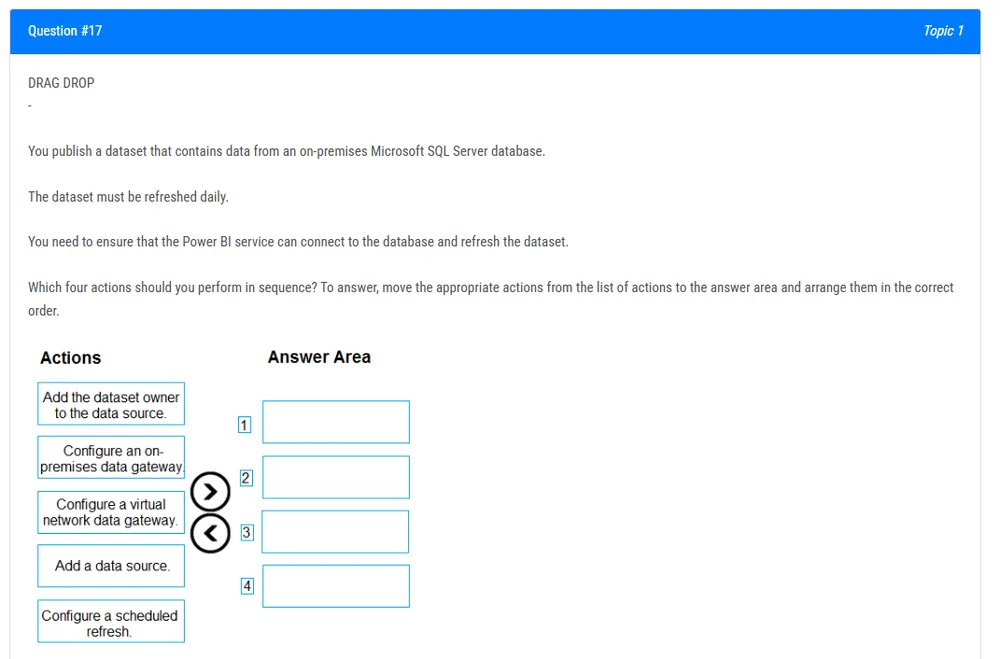 Question #17
Topic 1
DRAG DROP
-
You publish a dataset that contains data from an on-premises Microsoft SQL Server database.
The dataset must be refreshed daily.
You need to ensure that the Power BI service can connect to the database and refresh the dataset.
Which four actions should you perform in sequence? To answer, move the appropriate actions from the list of actions to the answer area and arrange them in the correct
order.
Actions
Answer Area
Add the dataset owner
to the data source.
Configure an on-
premises data gateway.
Configure a virtual
network data gateway.
Add a data source.
Configure a scheduled
refresh.
1
2
3
4